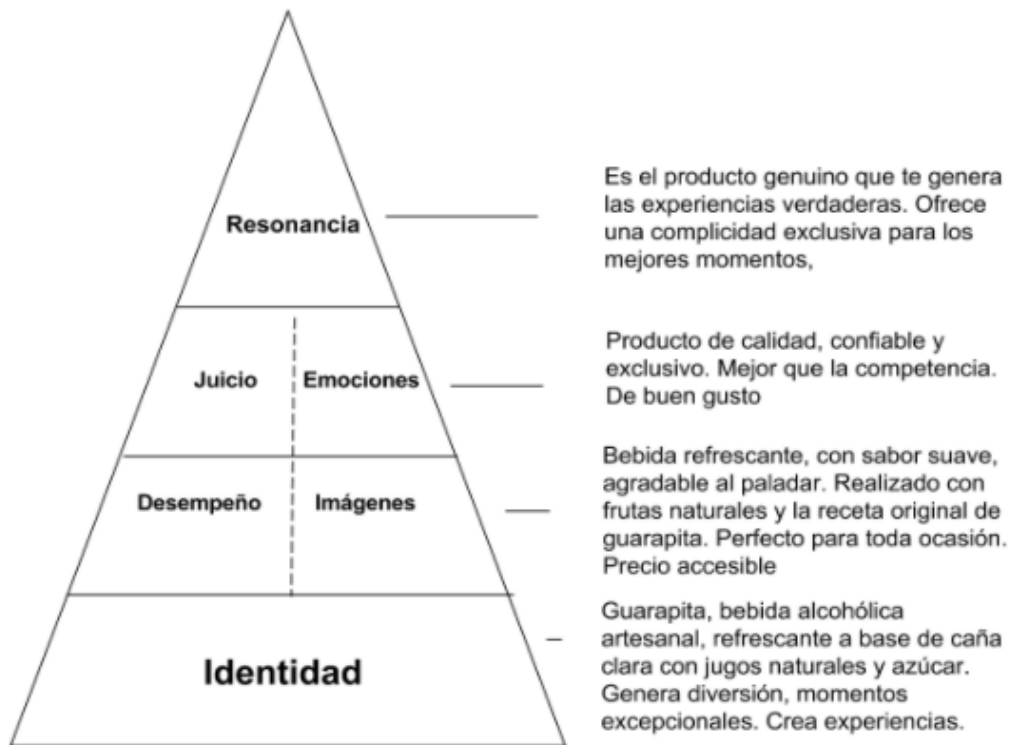 Resonancia
Es el producto genuino que te genera
las experiencias verdaderas. Ofrece
una complicidad exclusiva para los
mejores momentos,
Juicio
Emociones
Producto de calidad, confiable y
exclusivo. Mejor que la competencia.
De buen gusto
Desempeño
Imágenes
Bebida refrescante, con sabor suave,
agradable al paladar. Realizado con
frutas naturales y la receta original de
guarapita. Perfecto para toda ocasión.
Precio accesible
Identidad
Guarapita, bebida alcohólica
artesanal, refrescante a base de caña
clara con jugos naturales y azúcar.
Genera diversión, momentos
excepcionales. Crea experiencias.